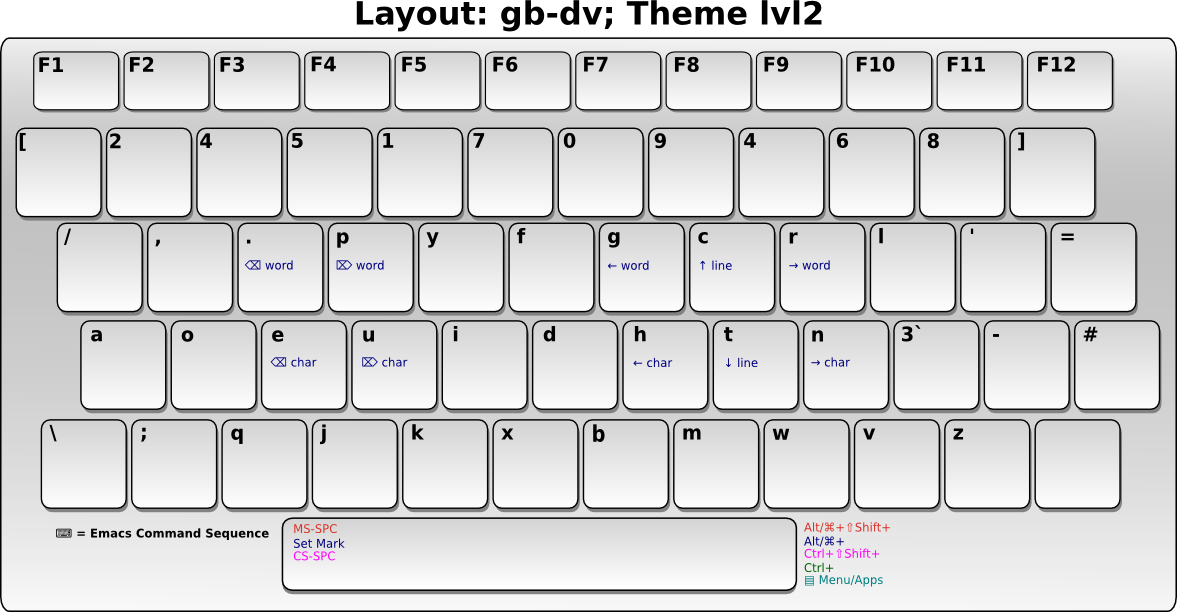 Layout: gb-dv; Theme lvl2
F1 F2 F3 F4 F5 F6 F7 F8 F9 F10 F11 F12
[ 2 4 5 1 7 0 9 4 6 8 ]
/ , . p y f g c r l ' =
⌫ word ⌦ word ← word ↑ line → word
a o e u i d h t n 3` - #
⌫ char ⌦ char ← char ↓ line → char
\ ; q j k x b m w v z
⌨ = Emacs Command Sequence
MS-SPC
Set Mark
CS-SPC
Alt/⌘+⇧Shift+
Alt/⌘+
Ctrl+⇧Shift+
Ctrl+
▤ Menu/Apps